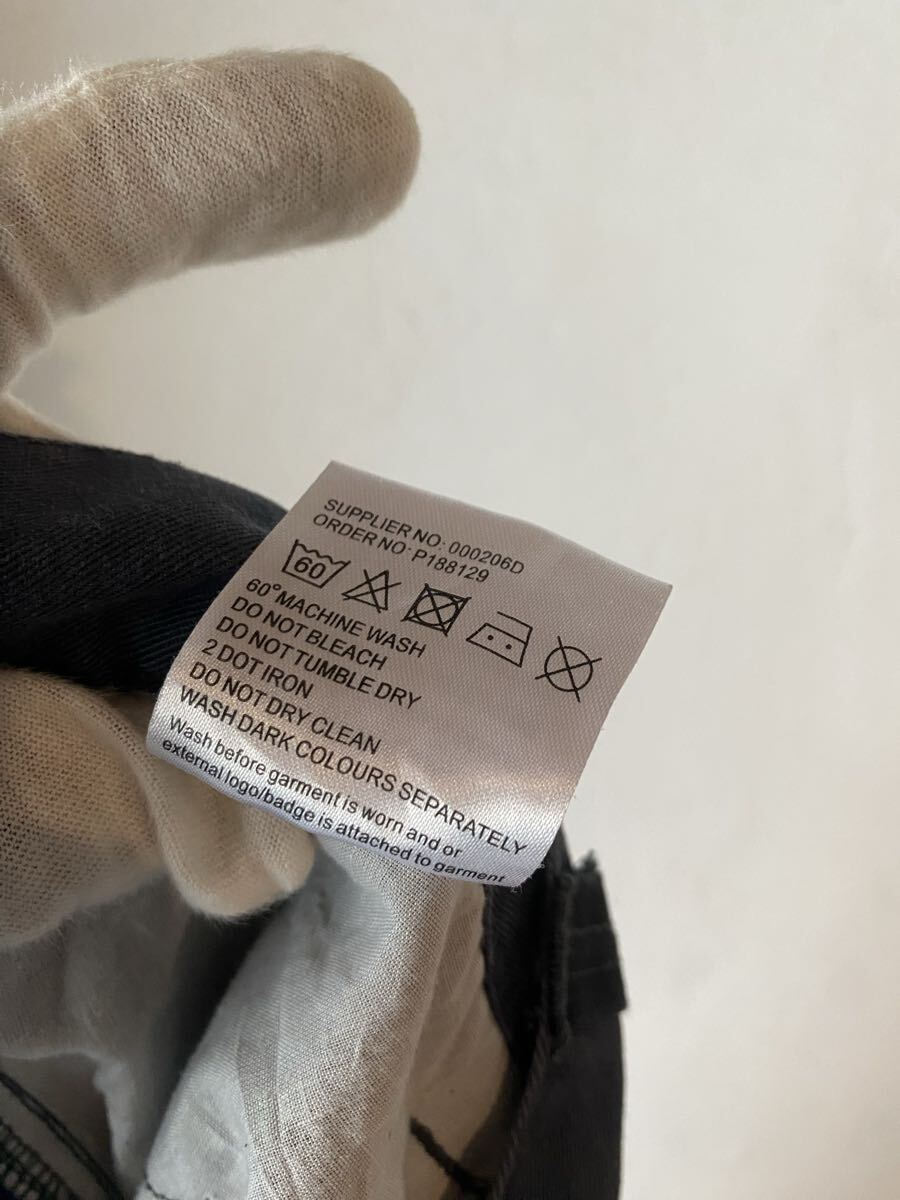 SUPPLIER NO: 000206D
ORDER NO: P188129
60
60°MACHINE WASH
DO NOT BLEACH
DO NOT TUMBLE DRY
2 DOT IRON
DO NOT DRY CLEAN
WASH DARK COLOURS SEPARATELY
Wash before garment is worn and or
external logo/badge is attached to garment